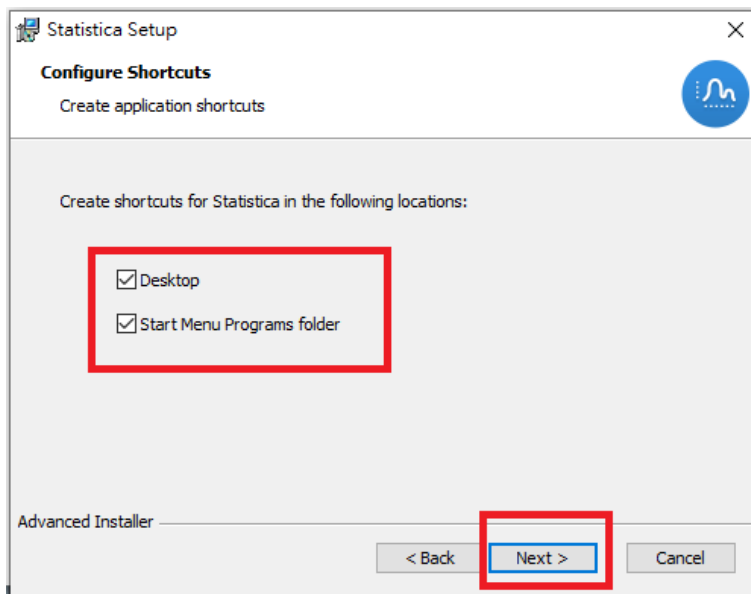 Statistica Setup
Configure Shortcuts
Create application shortcuts
Create shortcuts for Statistica in the following locations:
Desktop
Start Menu Programs folder
Advanced Installer
< Back Next > Cancel